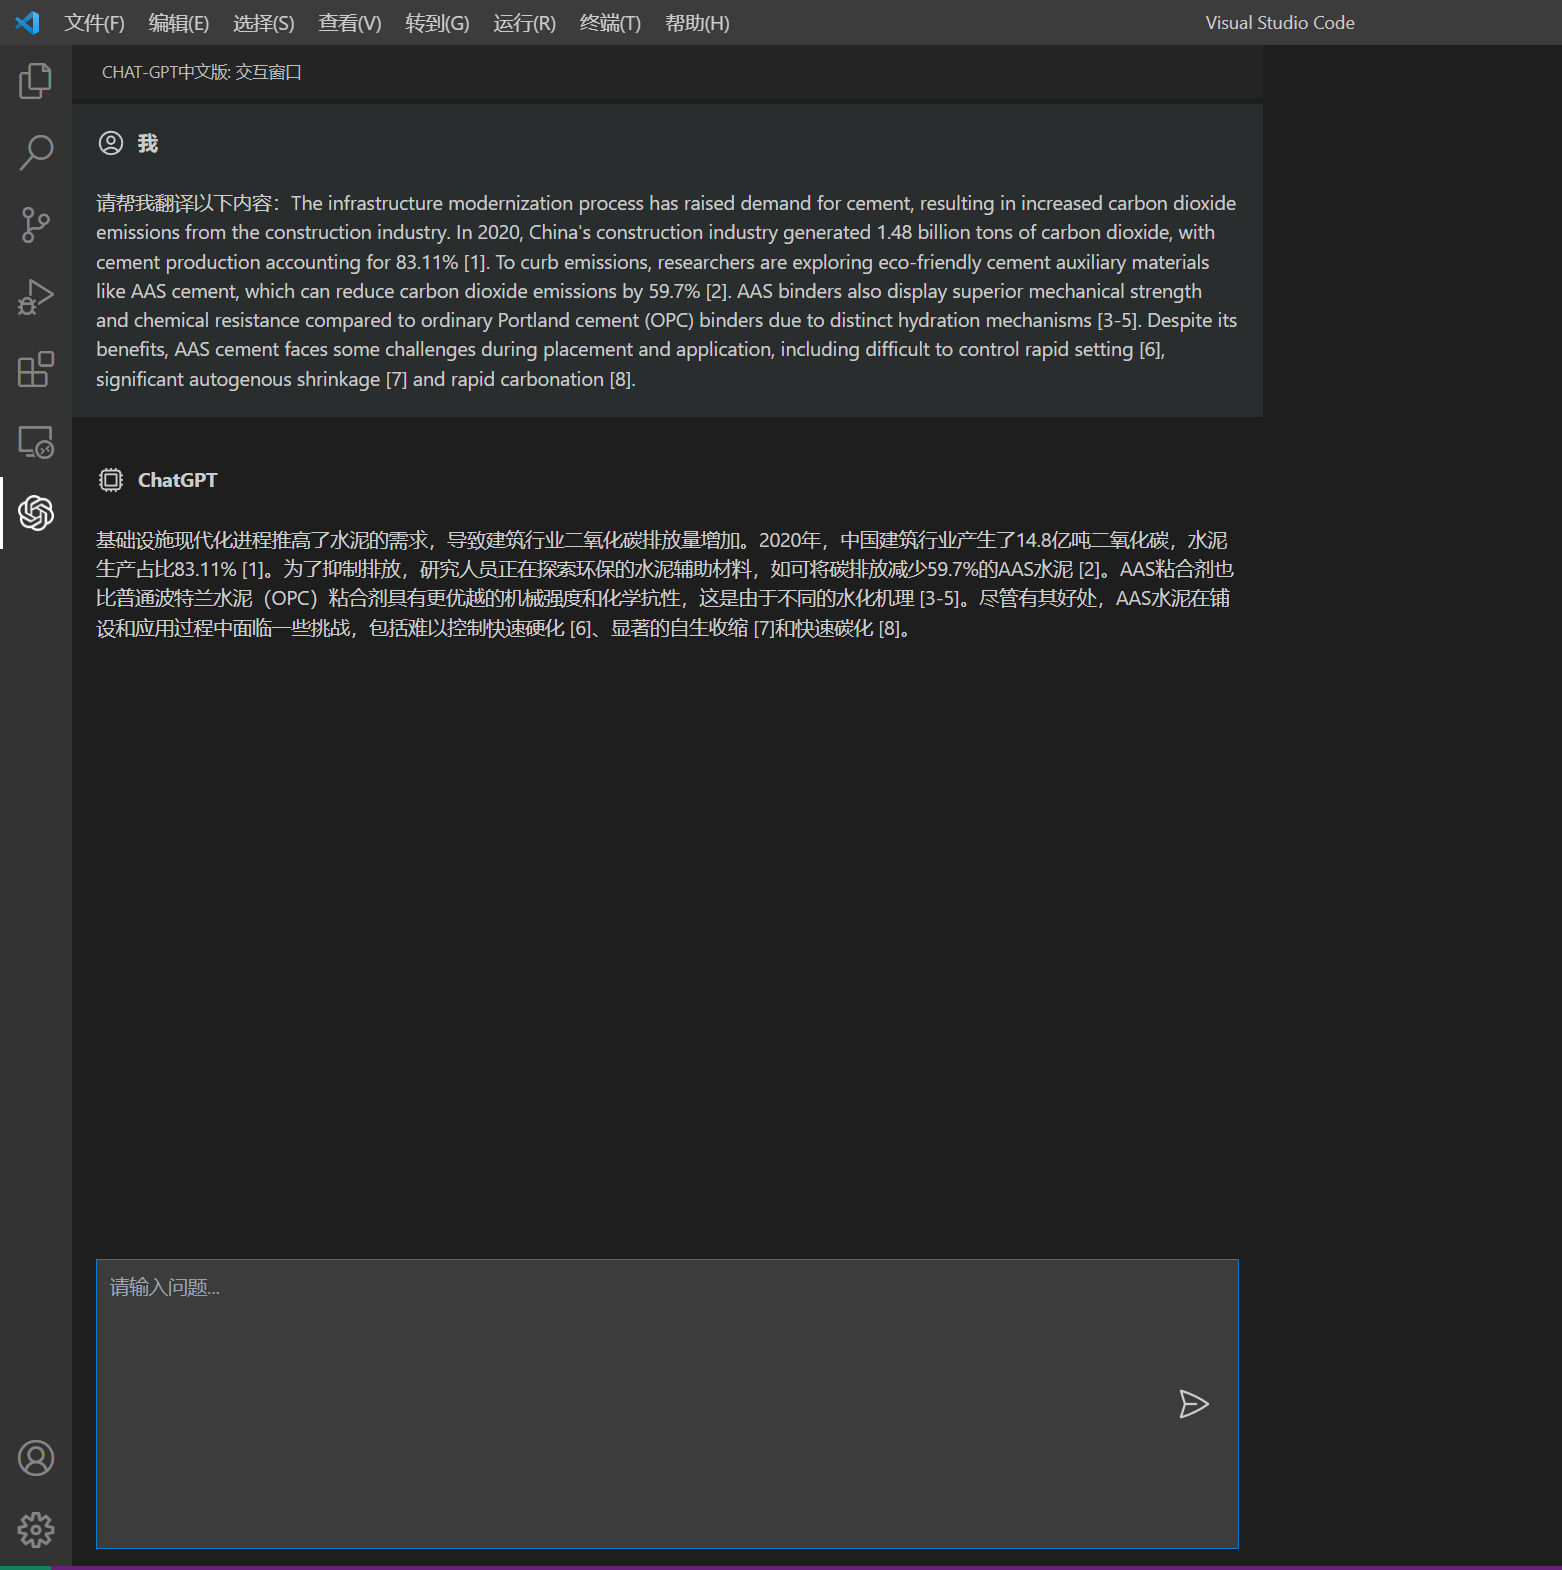 文件(F) 编辑(E) 选择(S) 查看(V) 转到(G) 运行(R) 终端(T) 帮助(H) Visual Studio Code
CHAT-GPT中文版: 交互窗口
我
请帮我翻译以下内容：The infrastructure modernization process has raised demand for cement, resulting in increased carbon dioxide
emissions from the construction industry. In 2020, China's construction industry generated 1.48 billion tons of carbon dioxide, with
cement production accounting for 83.11% [1]. To curb emissions, researchers are exploring eco-friendly cement auxiliary materials
like AAS cement, which can reduce carbon dioxide emissions by 59.7% [2]. AAS binders also display superior mechanical strength
and chemical resistance compared to ordinary Portland cement (OPC) binders due to distinct hydration mechanisms [3-5]. Despite its
benefits, AAS cement faces some challenges during placement and application, including difficult to control rapid setting [6],
significant autogenous shrinkage [7] and rapid carbonation [8].
ChatGPT
基础设施现代化进程推高了水泥的需求，导致建筑行业二氧化碳排放量增加。2020年，中国建筑行业产生了14.8亿吨二氧化碳，水泥
生产占比83.11% [1]。为了抑制排放，研究人员正在探索环保的水泥辅助材料，如可将碳排放减少59.7%的AAS水泥 [2]。AAS粘合剂也
比普通波特兰水泥（OPC）粘合剂具有更优越的机械强度和化学抗性，这是由于不同的水化机理 [3-5]。尽管有其好处，AAS水泥在铺
设和应用过程中面临一些挑战，包括难以控制快速硬化 [6]、显著的自生收缩 [7]和快速碳化 [8]。
请输入问题...